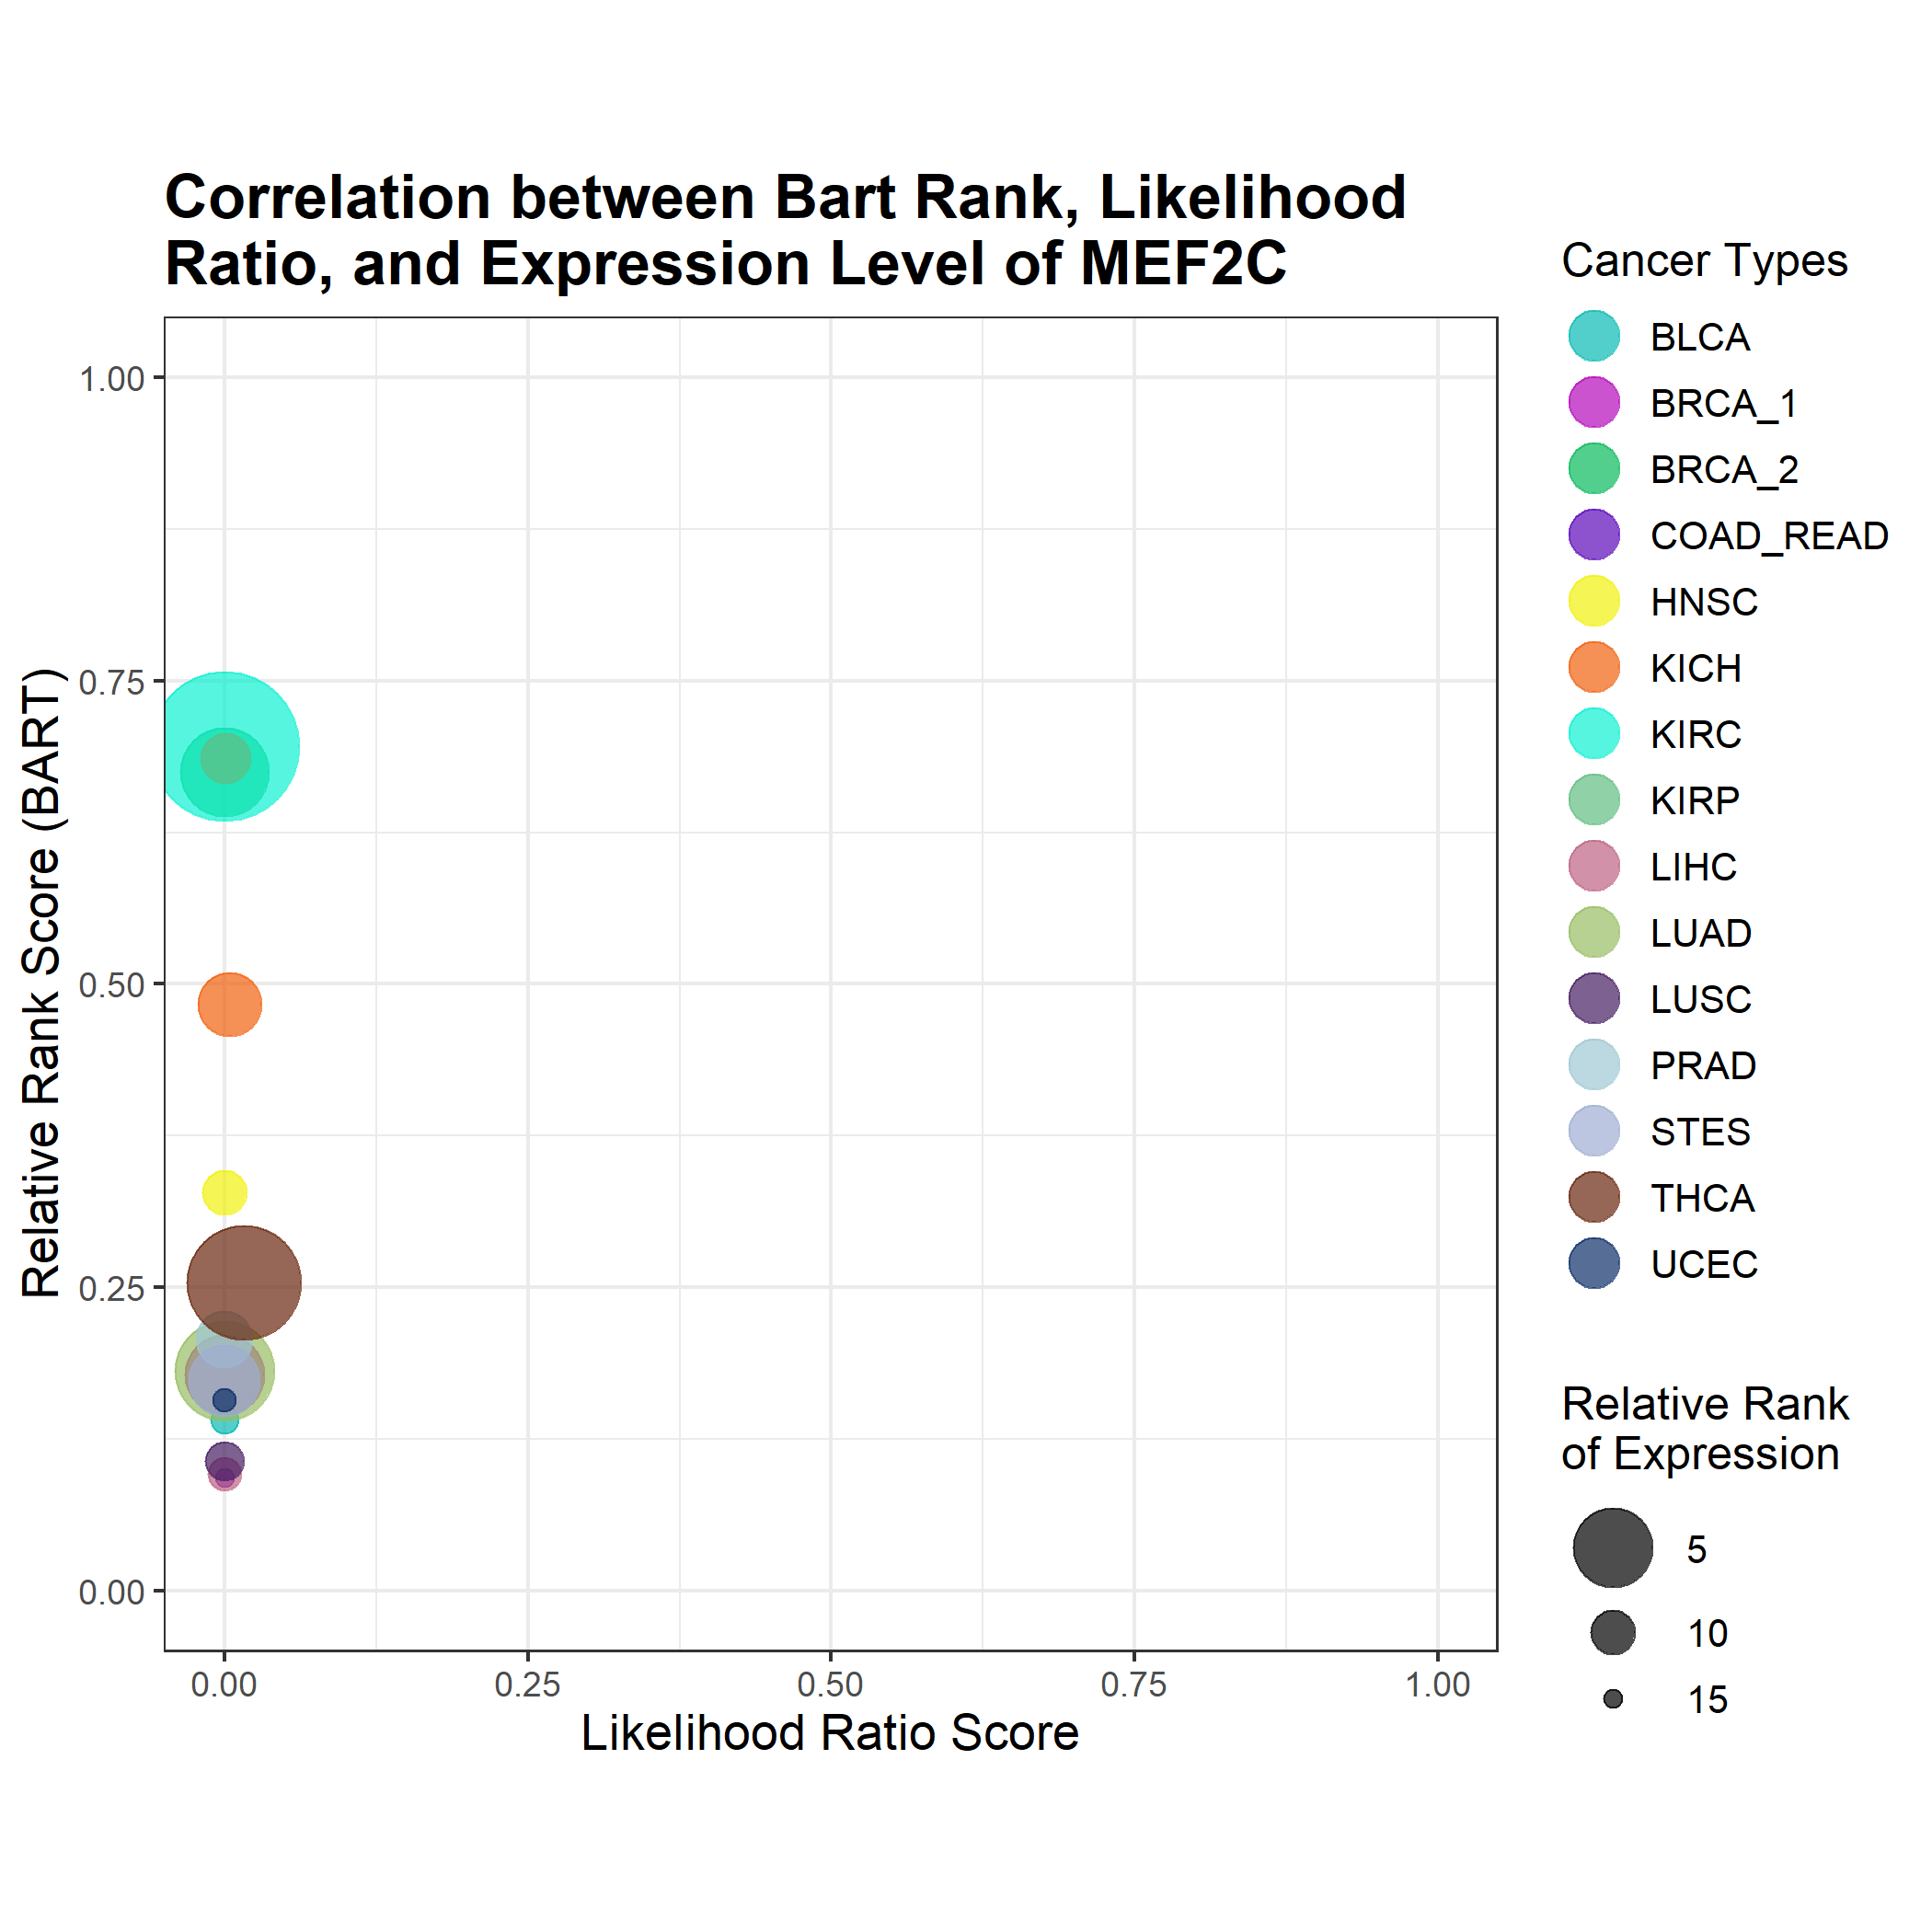 Correlation between Bart Rank, Likelihood
Ratio, and Expression Level of MEF2C
Relative Rank Score (BART)
1.00
0.75
0.50
0.25
0.00
0.00
0.25
0.50
0.75
1.00
Likelihood Ratio Score
Cancer Types
BLCA
BRCA_1
BRCA_2
COAD_READ
HNSC
KICH
KIRC
KIRP
LIHC
LUAD
LUSC
PRAD
STES
THCA
UCEC
Relative Rank
of Expression
5
10
15